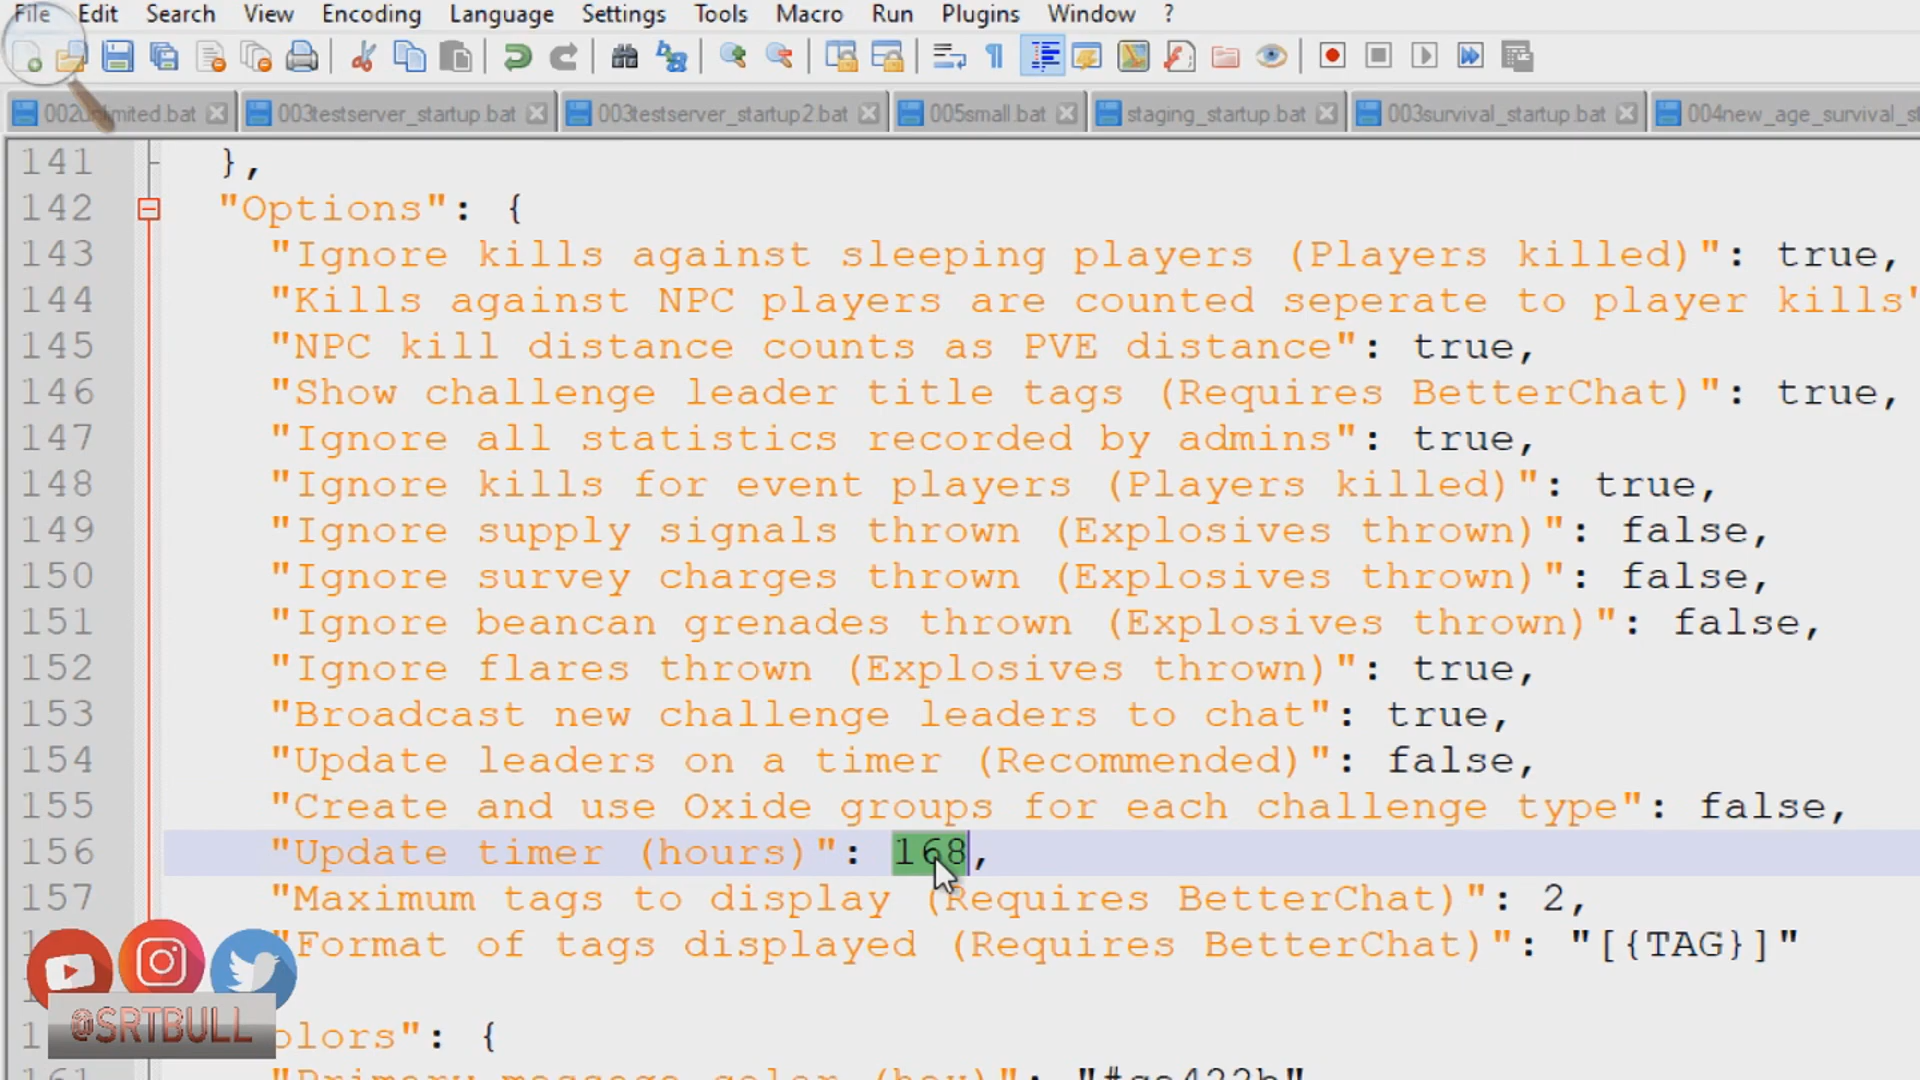 File Edit Search View Encoding Language Settings Tools Macro Run Plugins Window ?
002unlimited.bat 003testserver_startup.bat 003testserver_startup2.bat 005small.bat staging_startup.bat 003survival_startup.bat 004new_age_survival_st
141 },
142 "Options": {
143 "Ignore kills against sleeping players (Players killed)": true,
144 "Kills against NPC players are counted seperate to player kills"
145 "NPC kill distance counts as PVE distance": true,
146 "Show challenge leader title tags (Requires BetterChat)": true,
147 "Ignore all statistics recorded by admins": true,
148 "Ignore kills for event players (Players killed)": true,
149 "Ignore supply signals thrown (Explosives thrown)": false,
150 "Ignore survey charges thrown (Explosives thrown)": false,
151 "Ignore beancan grenades thrown (Explosives thrown)": false,
152 "Ignore flares thrown (Explosives thrown)": true,
153 "Broadcast new challenge leaders to chat": true,
154 "Update leaders on a timer (Recommended)": false,
155 "Create and use Oxide groups for each challenge type": false,
156 "Update timer (hours)": 168,
157 "Maximum tags to display (Requires BetterChat)": 2,
"Format of tags displayed (Requires BetterChat)": "[{TAG}]"
@SRTBULL
olors": {
161